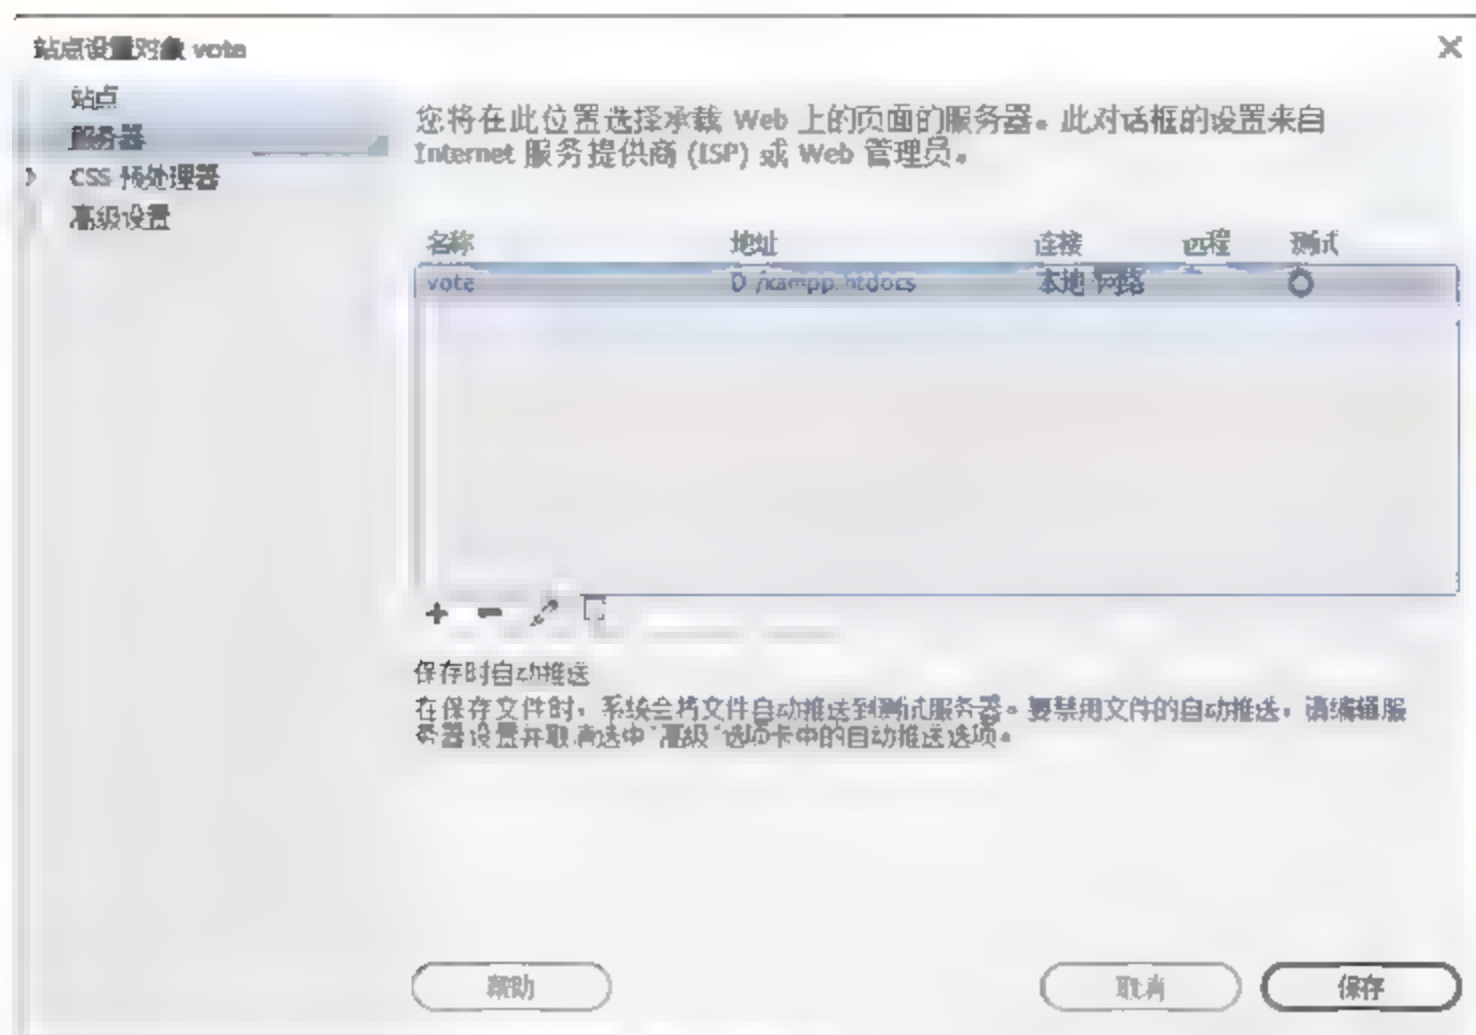 站点设置对象 vote
站点
服务器
CSS 预处理器
高级设置
您将在此位置选择承载 Web 上的页面的服务器。此对话框的设置来自
Internet 服务提供商 (ISP) 或 Web 管理员。
名称 地址 连接 远程 测试
vote D:/xampp/htdocs 本地/网络
保存时自动推送
在保存文件时，系统会将文件自动推送到测试服务器。要禁用文件的自动推送，请编辑服
务器设置并取消选中“高级”选项卡中的自动推送选项。
帮助 取消 保存